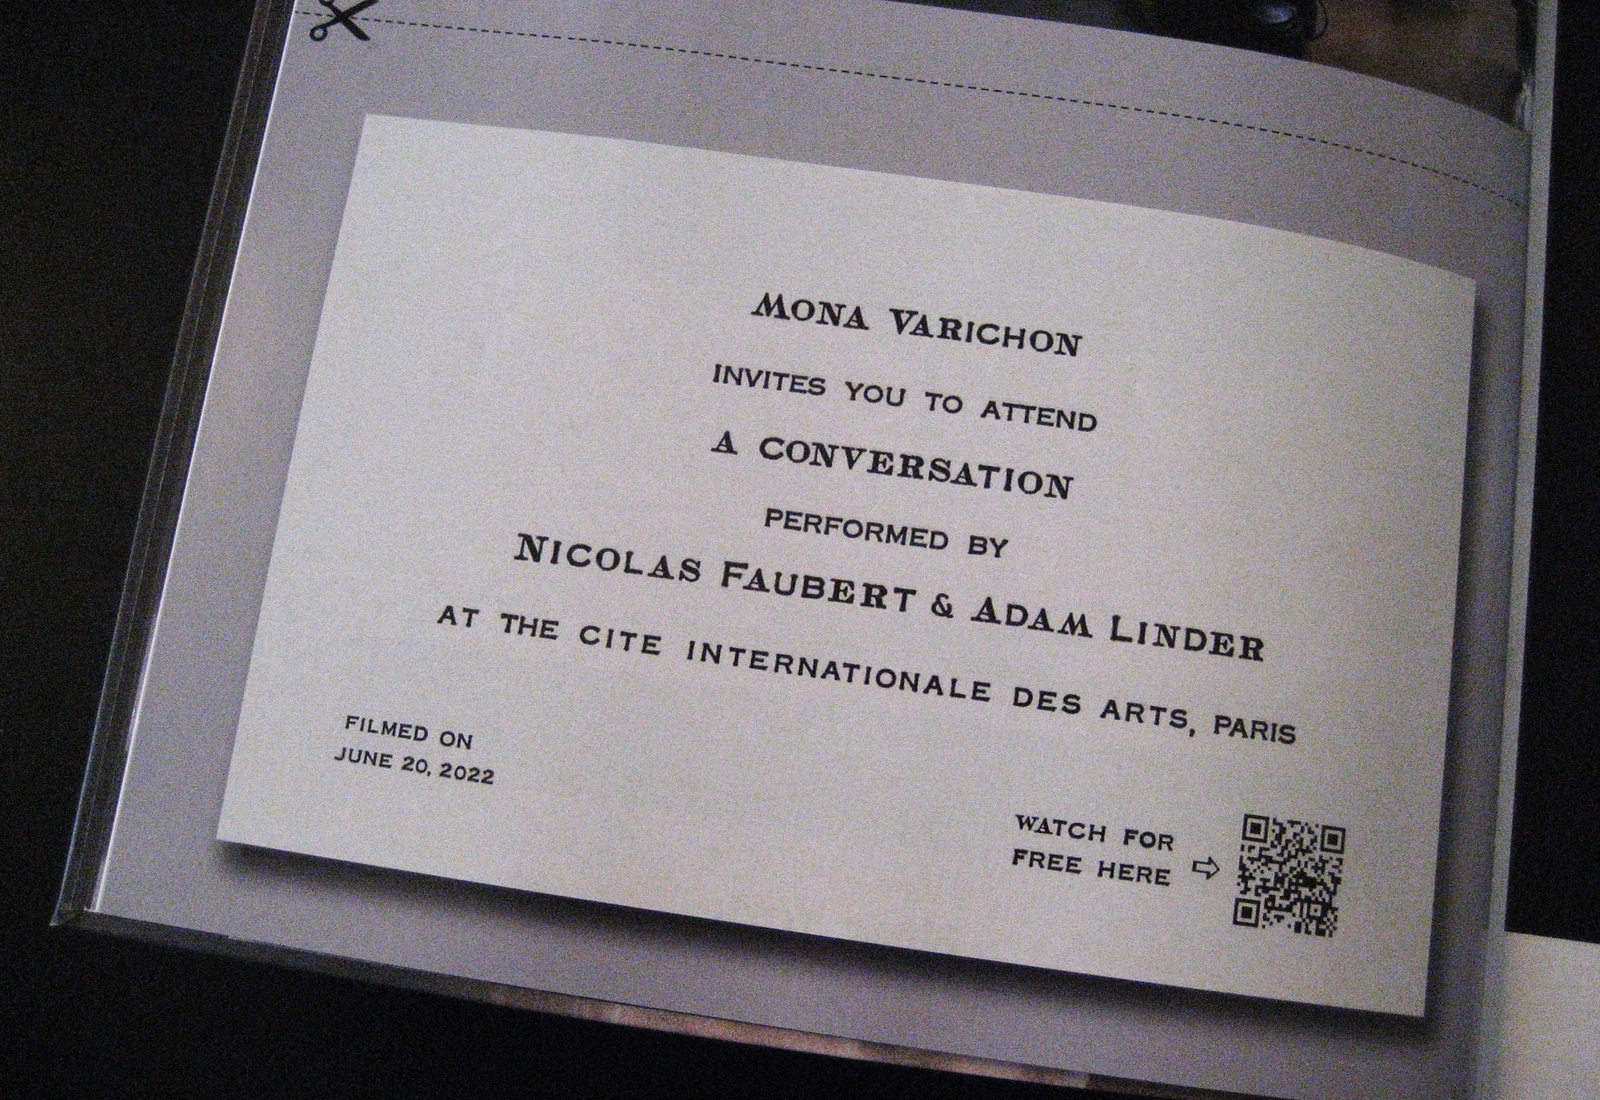 MONA VARICHON
INVITES YOU TO ATTEND
A CONVERSATION
PERFORMED BY
NICOLAS FAUBERT & ADAM LINDER
AT THE CITE INTERNATIONALE DES ARTS, PARIS
FILMED ON
JUNE 20, 2022
WATCH FOR
FREE HERE ⇨